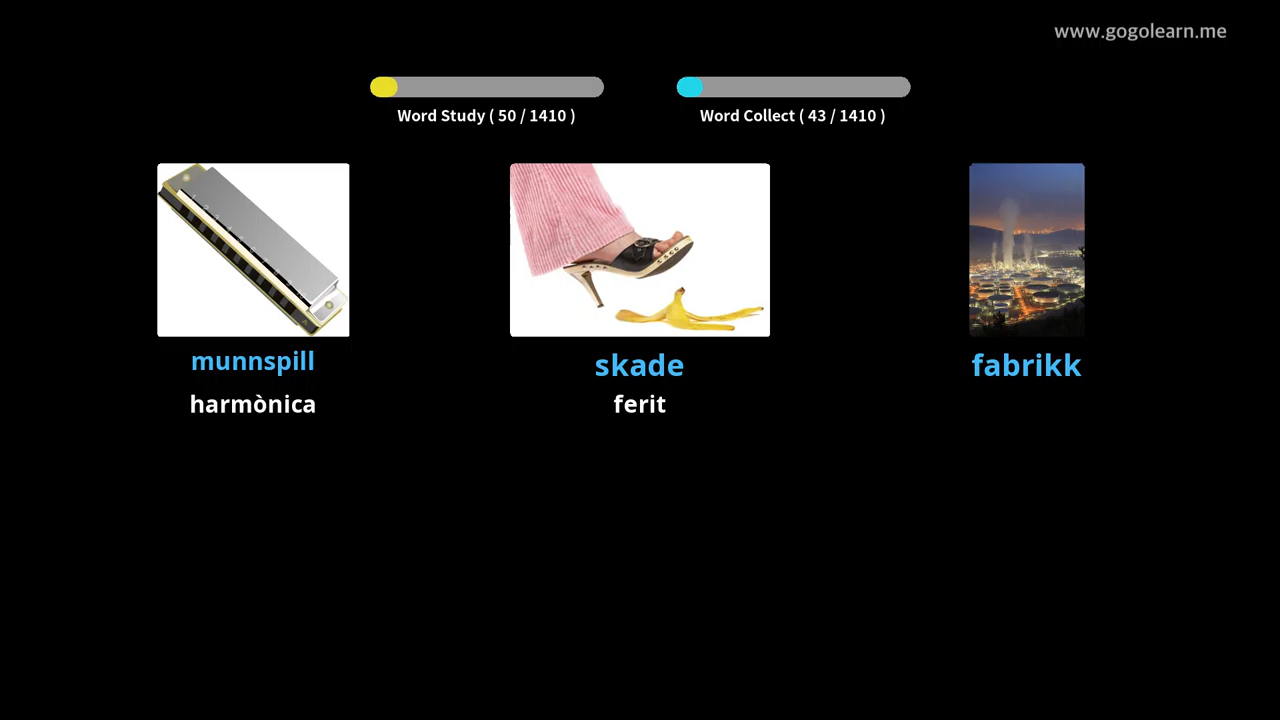 www.gogolearn.me
Word Study ( 50 / 1410 )
Word Collect ( 43 / 1410 )
munnspill
skade
fabrikk
harmònica
ferit